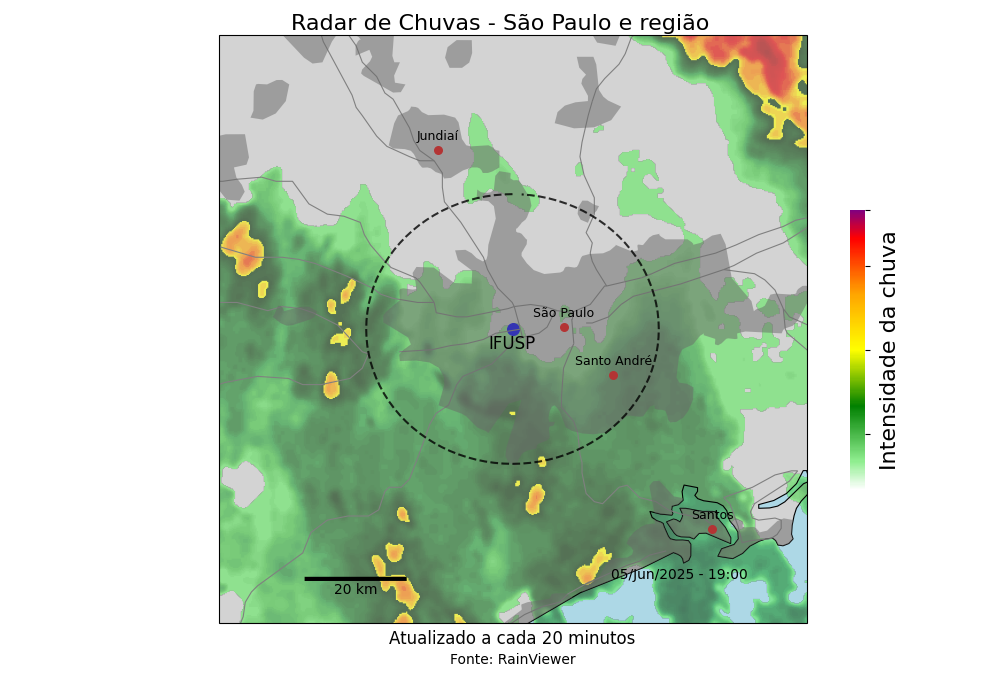 Radar de Chuvas - São Paulo e região
Jundiaí
São Paulo
IFUSP
Santo André
Santos
05/Jun/2025 - 19:00
20 km
Intensidade da chuva
Atualizado a cada 20 minutos
Fonte: RainViewer